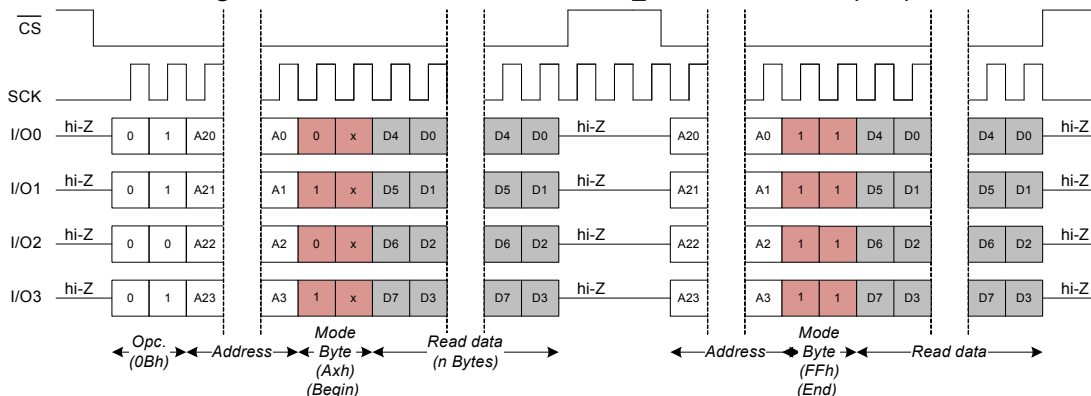 CS
SCK
I/O0 hi-Z 0 1 A20 A0 0 x D4 D0 D4 D0 hi-Z A20 A0 1 1 D4 D0 D4 D0 hi-Z
I/O1 hi-Z 0 1 A21 A1 1 x D5 D1 D5 D1 hi-Z A21 A1 1 1 D5 D1 D5 D1 hi-Z
I/O2 hi-Z 0 0 A22 A2 0 x D6 D2 D6 D2 hi-Z A22 A2 1 1 D6 D2 D6 D2 hi-Z
I/O3 hi-Z 0 1 A23 A3 1 x D7 D3 D7 D3 hi-Z A23 A3 1 1 D7 D3 D7 D3 hi-Z
Opc.
(0Bh)
Address
Mode
Byte
(Axh)
(Begin)
Read data
(n Bytes)
Address
Mode
Byte
(FFh)
(End)
Read data